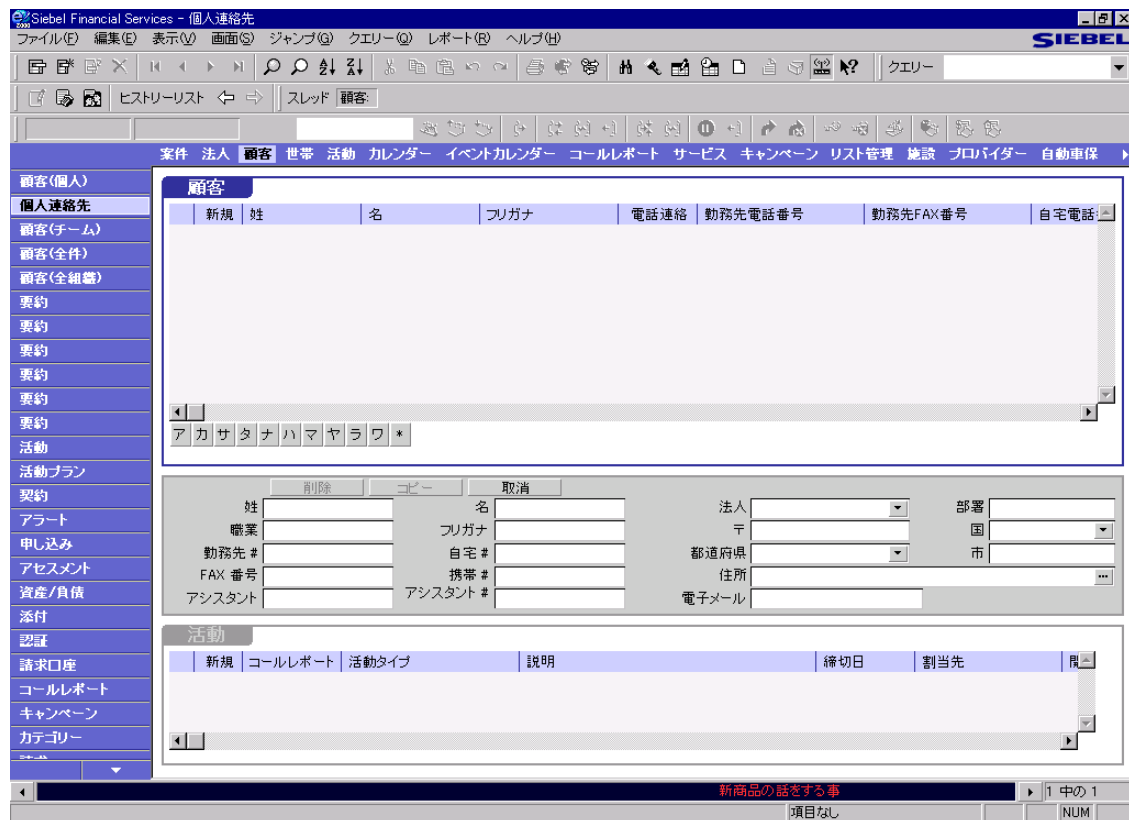 Siebel Financial Services - 個人連絡先
ファイル(F) 編集(E) 表示(V) 画面(S) ジャンプ(G) クエリー(Q) レポート(R) ヘルプ(H) SIEBEL
クエリー
ヒストリーリスト スレッド 顧客:
案件 法人 顧客 世帯 活動 カレンダー イベントカレンダー コールレポート サービス キャンペーン リスト管理 施設 プロバイダー 自動車保
顧客(個人)
個人連絡先
顧客(チーム)
顧客(全件)
顧客(全組織)
要約
要約
要約
要約
要約
要約
活動
活動プラン
契約
アラート
申し込み
アセスメント
資産/負債
添付
認証
請求口座
コールレポート
キャンペーン
カテゴリー
顧客
新規 姓 名 フリガナ 電話連絡 勤務先電話番号 勤務先FAX番号 自宅電話
ア カ サ タ ナ ハ マ ヤ ラ ワ *
削除 コピー 取消
姓 名 法人 部署
職業 フリガナ 〒 国
勤務先 # 自宅 # 都道府県 市
FAX 番号 携帯 # 住所
アシスタント アシスタント # 電子メール
活動
新規 コールレポート 活動タイプ 説明 締切日 割当先
新商品の話をする事 1 中の 1
項目なし NUM